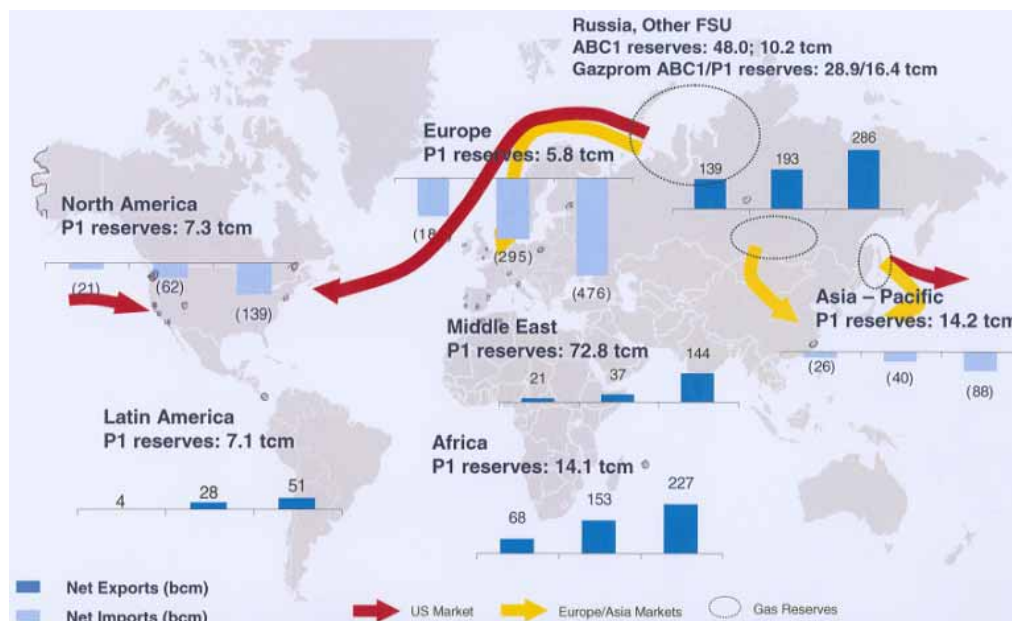 Russia, Other FSU
ABC1 reserves: 48.0; 10.2 tcm
Gazprom ABC1/P1 reserves: 28.9/16.4 tcm
Europe
P1 reserves: 5.8 tcm
286
193
139
North America
P1 reserves: 7.3 tcm
(295)
(21)
(62)
(139)
(476)
Asia – Pacific
P1 reserves: 14.2 tcm
Middle East
P1 reserves: 72.8 tcm
144
37
21
(26)
(40)
(88)
Latin America
P1 reserves: 7.1 tcm
Africa
P1 reserves: 14.1 tcm
51
28
4
227
153
68
Net Exports (bcm)
Net Imports (bcm)
US Market
Europe/Asia Markets
Gas Reserves